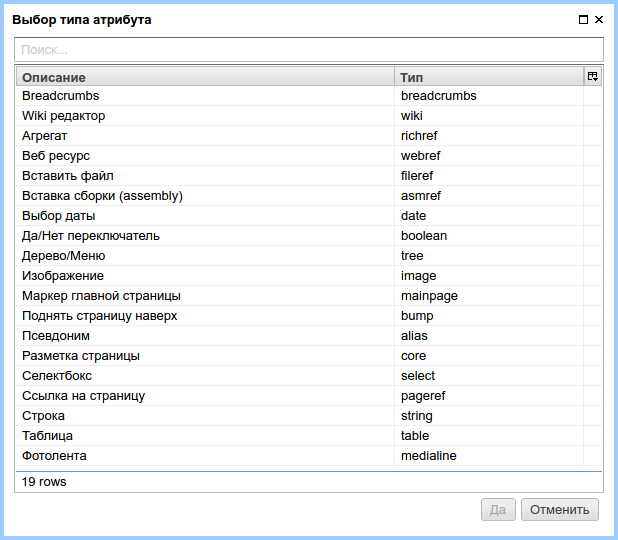 Выбор типа атрибута
Поиск...
Описание Тип
Breadcrumbs breadcrumbs
Wiki редактор wiki
Агрегат richref
Веб ресурс webref
Вставить файл fileref
Вставка сборки (assembly) asmref
Выбор даты date
Да/Нет переключатель boolean
Дерево/Меню tree
Изображение image
Маркер главной страницы mainpage
Поднять страницу наверх bump
Псевдоним alias
Разметка страницы core
Селектбокс select
Ссылка на страницу pageref
Строка string
Таблица table
Фотолента medialine
19 rows
Да Отменить